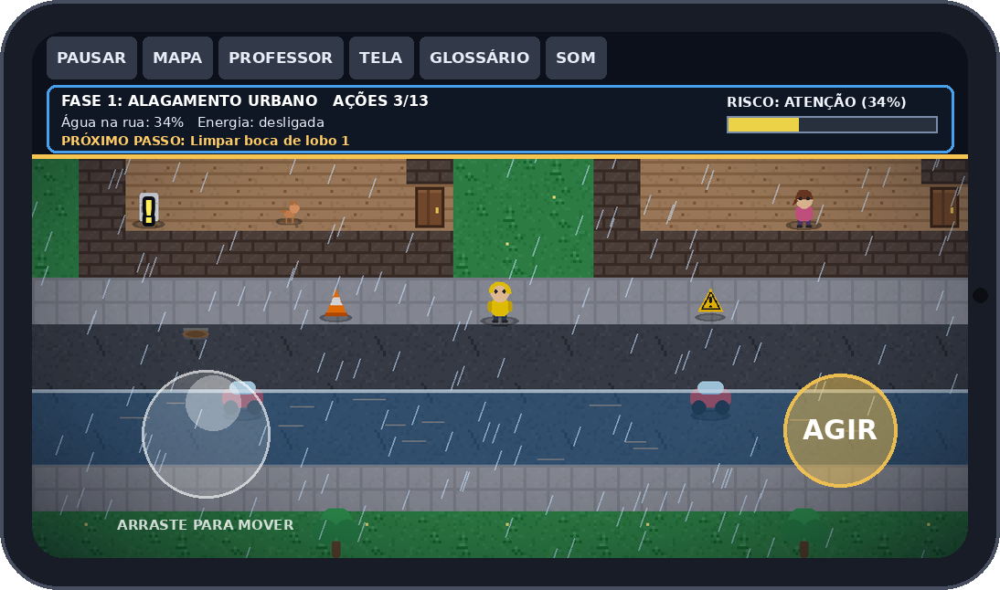 PAUSAR MAPA PROFESSOR TELA GLOSSÁRIO SOM
FASE 1: ALAGAMENTO URBANO AÇÕES 3/13
RISCO: ATENÇÃO (34%)
Água na rua: 34% Energia: desligada
PRÓXIMO PASSO: Limpar boca de lobo 1
AGIR
ARRASTE PARA MOVER